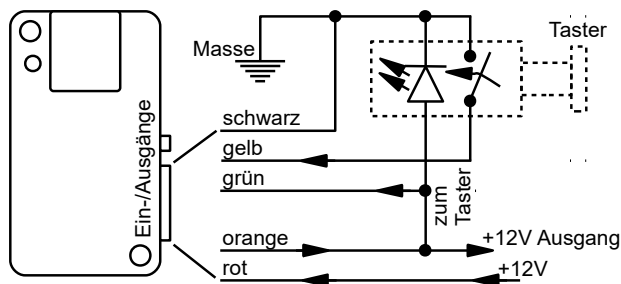 Taster
Masse
Ein-/Ausgänge
schwarz
gelb
grün
zum
Taster
orange
+12V Ausgang
rot
+12V